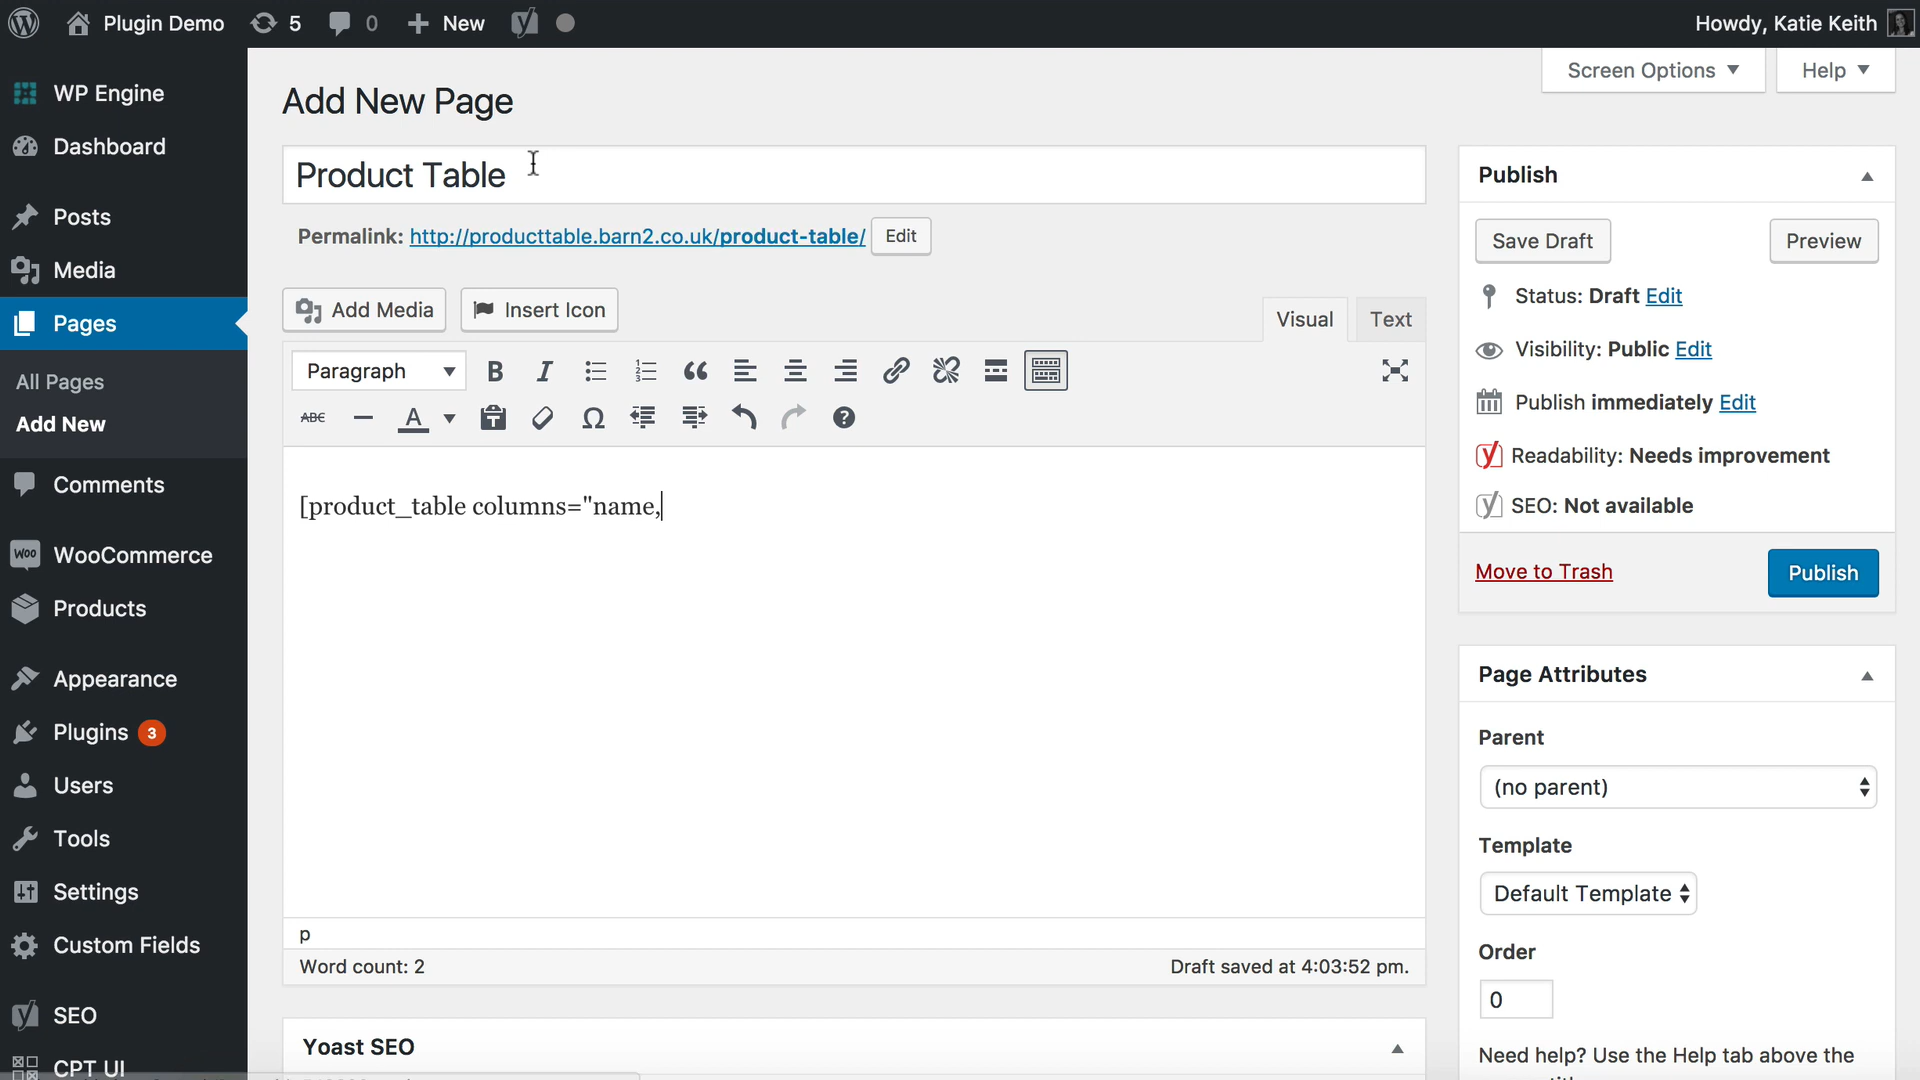 Plugin Demo 5 0 New
Howdy, Katie Keith
Screen Options Help
WP Engine
Dashboard
Posts
Media
Pages
All Pages
Add New
Comments
WOO WooCommerce
Products
Appearance
Plugins 3
Users
Tools
Settings
Custom Fields
SEO
CPT UI
Add New Page
Product Table
Permalink: http://producttable.barn2.co.uk/product-table/ Edit
Add Media Insert Icon
Visual Text
Paragraph B I
ABC A
[product_table columns="name,
p
Word count: 2
Draft saved at 4:03:52 pm.
Yoast SEO
Publish
Save Draft Preview
Status: Draft Edit
Visibility: Public Edit
Publish immediately Edit
Readability: Needs improvement
SEO: Not available
Move to Trash Publish
Page Attributes
Parent
(no parent)
Template
Default Template
Order
0
Need help? Use the Help tab above the